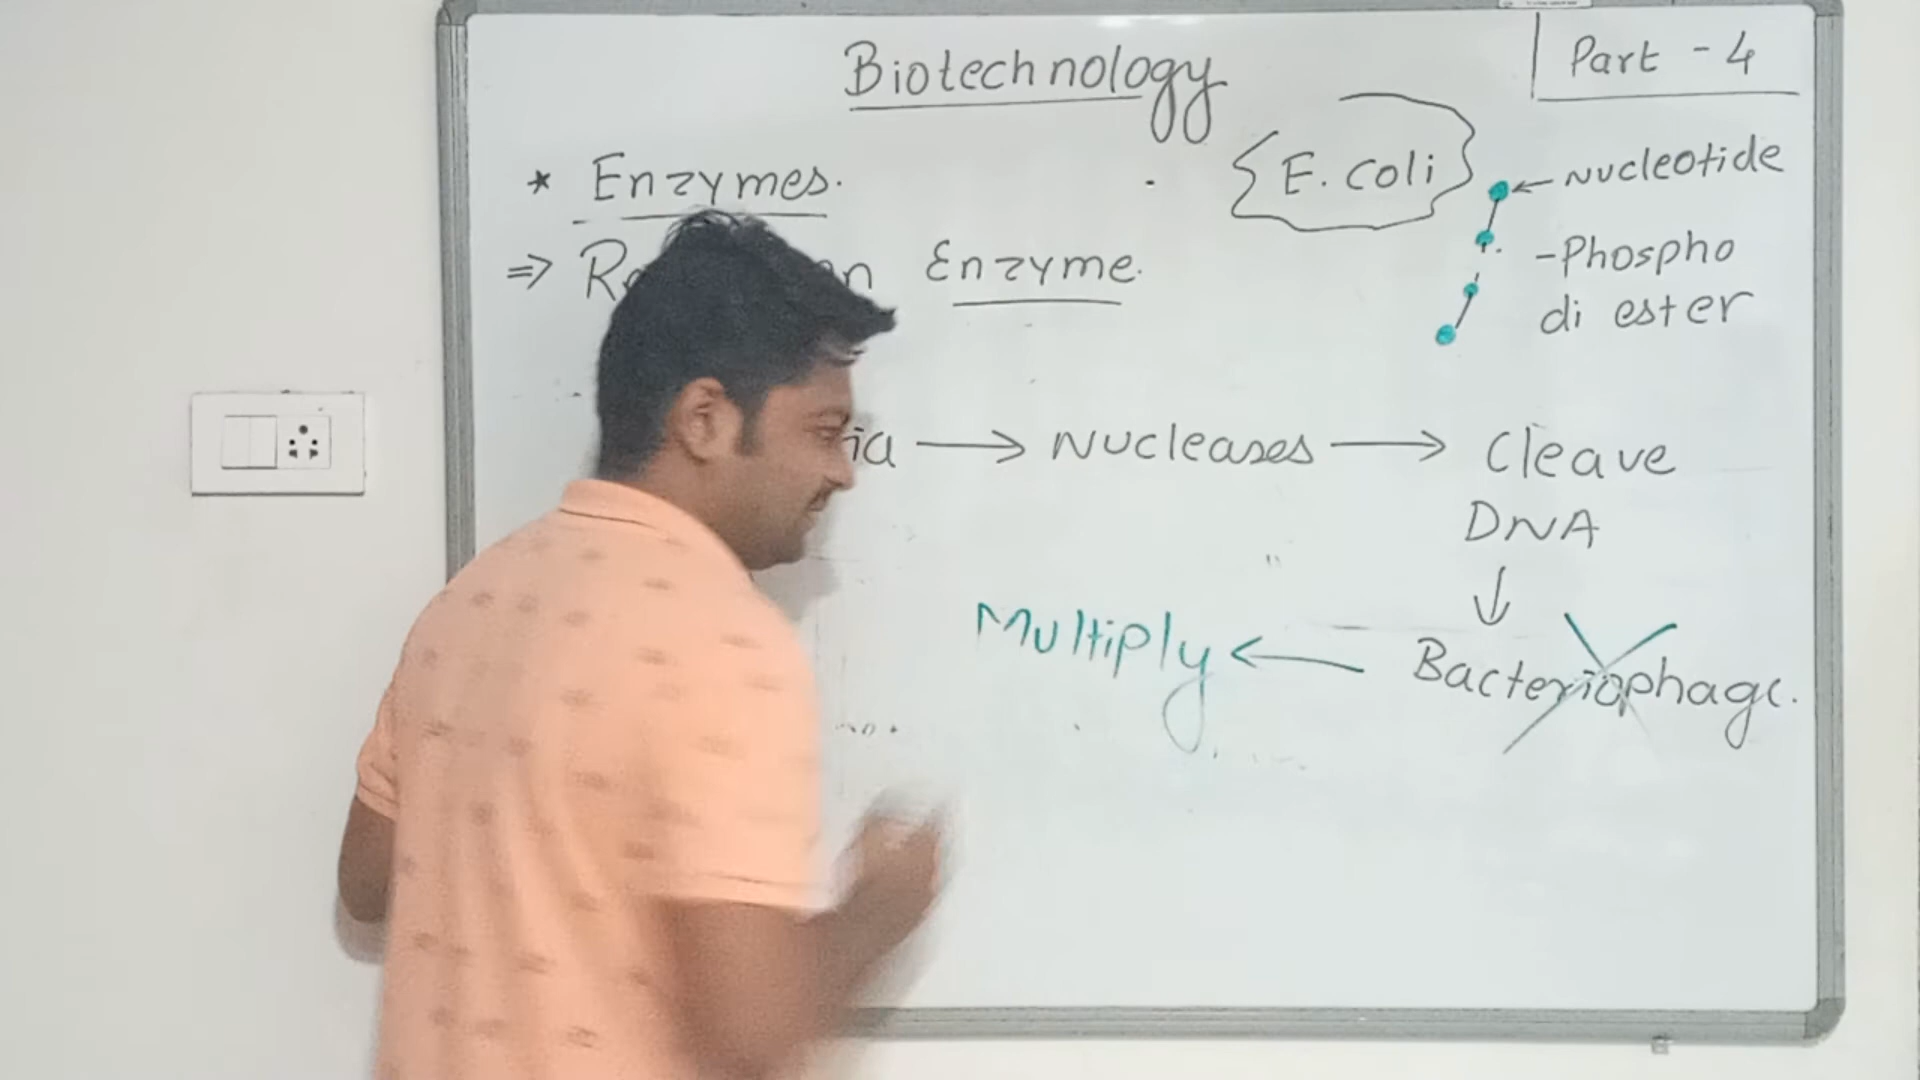 Biotechnology
Part - 4
* Enzymes.
E. coli
Nucleotide
⇒ Enzyme.
- Phospho
di ester
→ Nucleases → Cleave
DNA
↓
Multiply ← Bacteriophage.